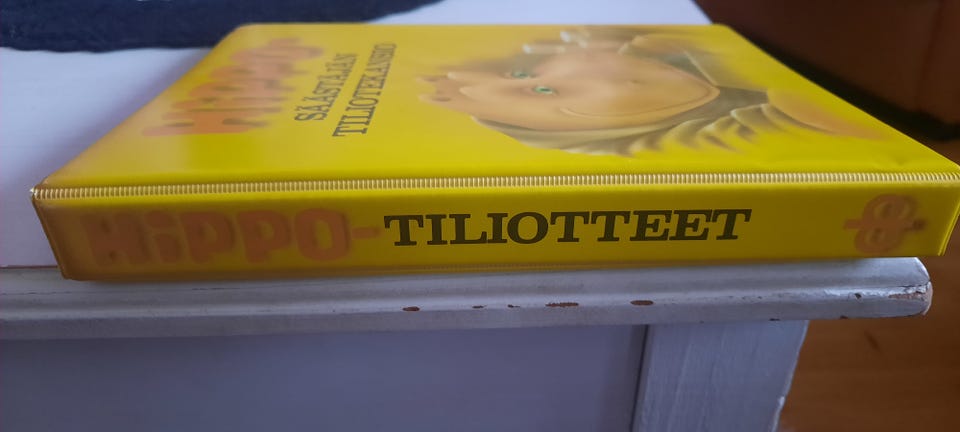 HIPPO
SÄÄSTÄJÄN
TILIOTEKANSIO
HiPPO-TILIOTTEET